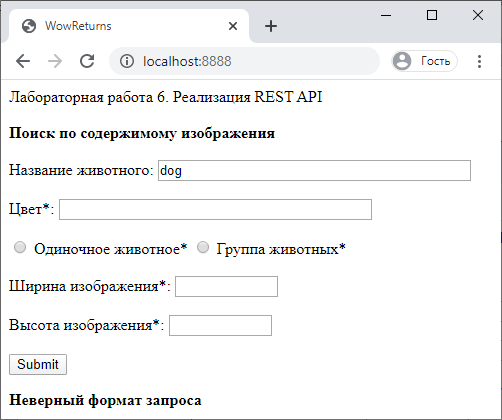 WowReturns
localhost:8888
Гость
Лабораторная работа 6. Реализация REST API
Поиск по содержимому изображения
Название животного: dog
Цвет*:
Одиночное животное* Группа животных*
Ширина изображения*:
Высота изображения*:
Submit
Неверный формат запроса